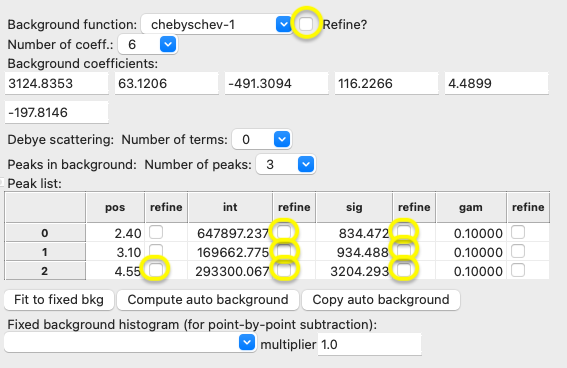 Background function: chebyschev-1 Refine?
Number of coeff.: 6
Background coefficients:
3124.8353 63.1206 -491.3094 116.2266 4.4899
-197.8146
Debye scattering: Number of terms: 0
Peaks in background: Number of peaks: 3
Peak list:
pos refine int refine sig refine gam refine
0 2.40 647897.237 834.472 0.10000
1 3.10 169662.775 934.488 0.10000
2 4.55 293300.067 3204.293 0.10000
Fit to fixed bkg Compute auto background Copy auto background
Fixed background histogram (for point-by-point subtraction):
multiplier 1.0